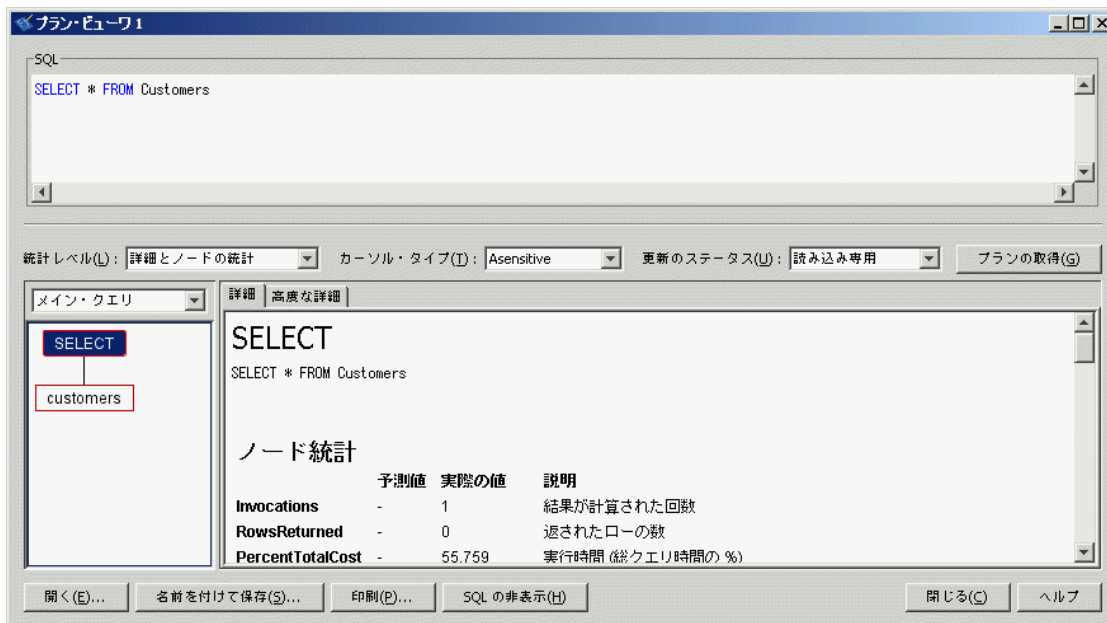 プラン・ビューワ 1
SQL
SELECT * FROM Customers
統計レベル(L): 詳細とノードの統計 カーソル・タイプ(T): Asensitive 更新のステータス(U): 読み込み専用 プランの取得(G)
メイン・クエリ 詳細 高度な詳細
SELECT
customers
SELECT
SELECT * FROM Customers
ノード統計
予測値 実際の値 説明
Invocations - 1 結果が計算された回数
RowsReturned - 0 返されたローの数
PercentTotalCost - 55.759 実行時間 (総クエリ時間の %)
開く(E)... 名前を付けて保存(S)... 印刷(P)... SQL の非表示(H) 閉じる(C) ヘルプ